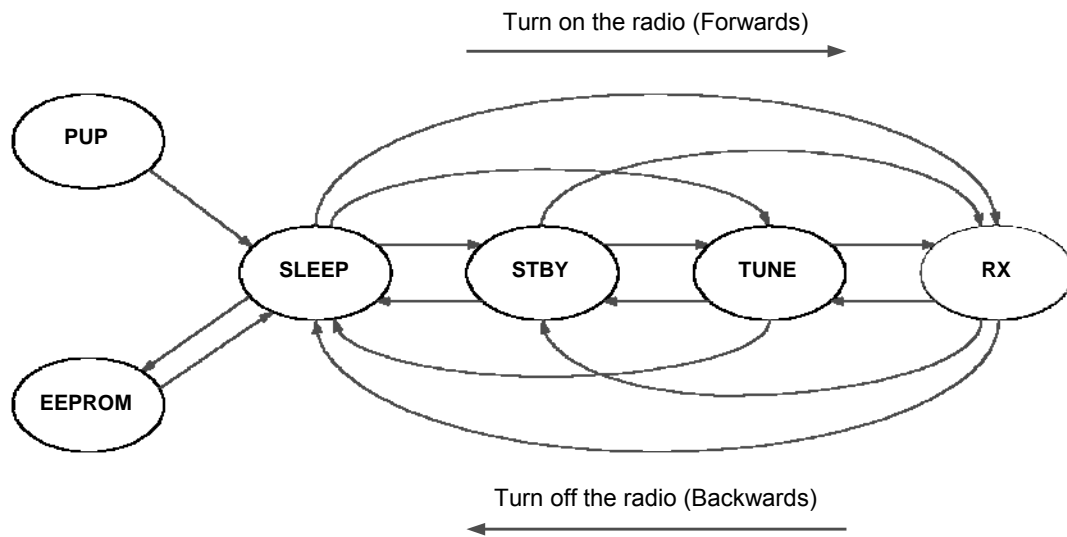 Turn on the radio (Forwards)
PUP
SLEEP
STBY
TUNE
RX
EEPROM
Turn off the radio (Backwards)